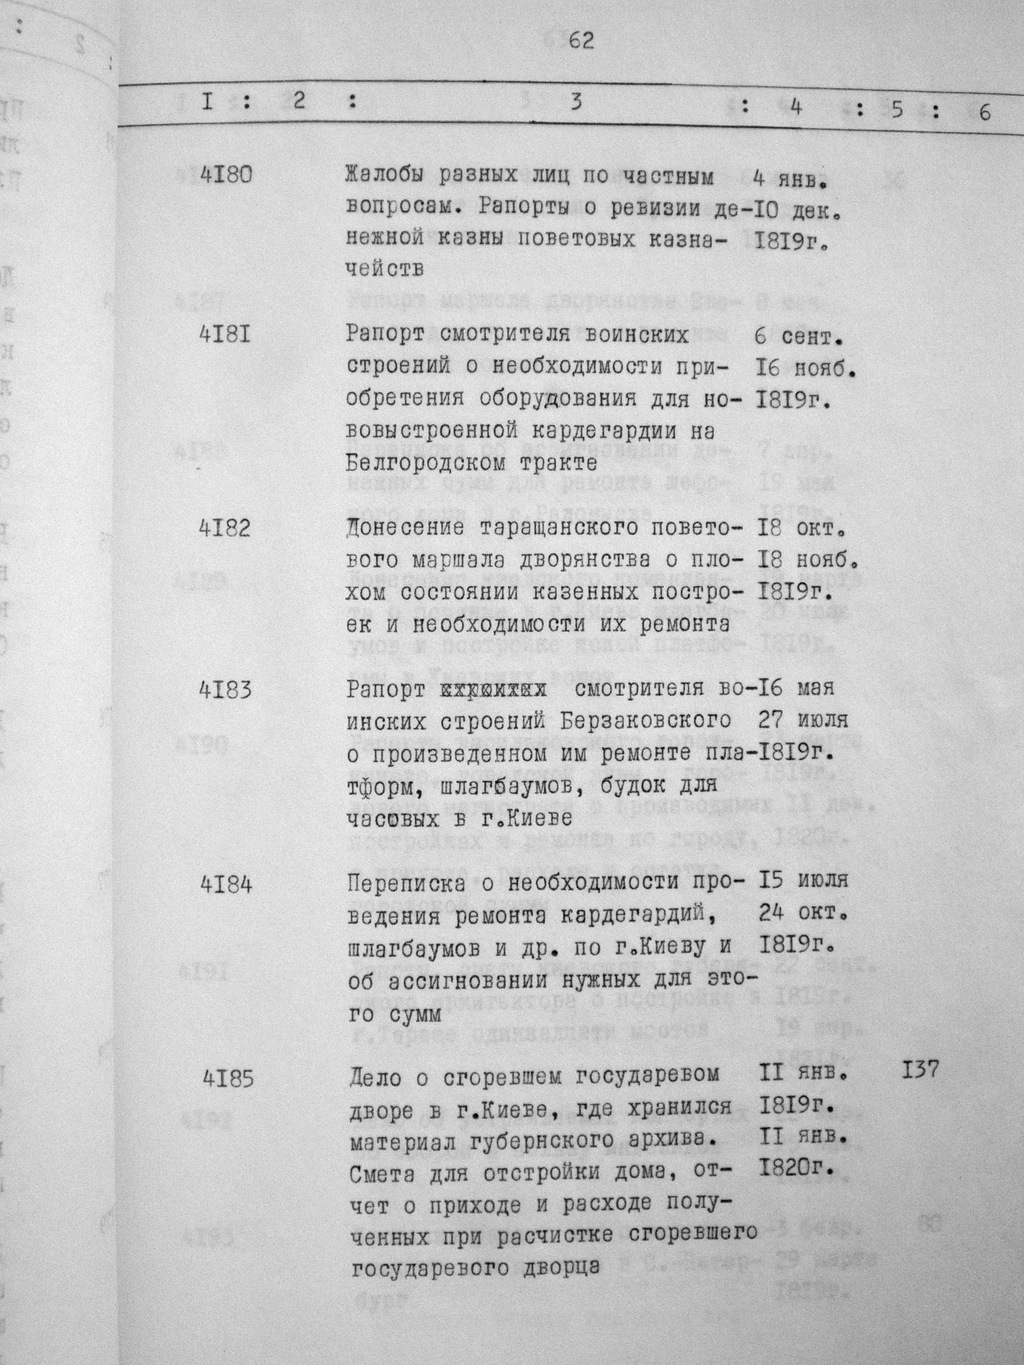 62
I : 2 : 3 : 4 : 5 : 6
4I80 Жалобы разных лиц по частным 4 янв.
вопросам. Рапорты о ревизии де-I0 дек.
нежной казны поветовых казна- I8I9г.
чейств
4I8I Рапорт смотрителя воинских 6 сент.
строений о необходимости при- I6 нояб.
обретения оборудования для но- I8I9г.
вовыстроенной кардегардии на
Белгородском тракте
4I82 Донесение таращанского повето- I8 окт.
вого маршала дворянства о пло- I8 нояб.
хом состоянии казенных постро- I8I9г.
ек и необходимости их ремонта
4I83 Рапорт смотрителя во-I6 мая
инских строений Берзаковского 27 июля
о произведенном им ремонте пла-I8I9г.
тформ, шлагбаумов, будок для
часовых в г.Киеве
4I84 Переписка о необходимости про- I5 июля
ведения ремонта кардегардий, 24 окт.
шлагбаумов и др. по г.Киеву и I8I9г.
об ассигновании нужных для это-
го сумм
4I85 Дело о сгоревшем государевом II янв. I37
дворе в г.Киеве, где хранился I8I9г.
материал губернского архива. II янв.
Смета для отстройки дома, от- I820г.
чет о приходе и расходе полу-
ченных при расчистке сгоревшего
государевого дворца